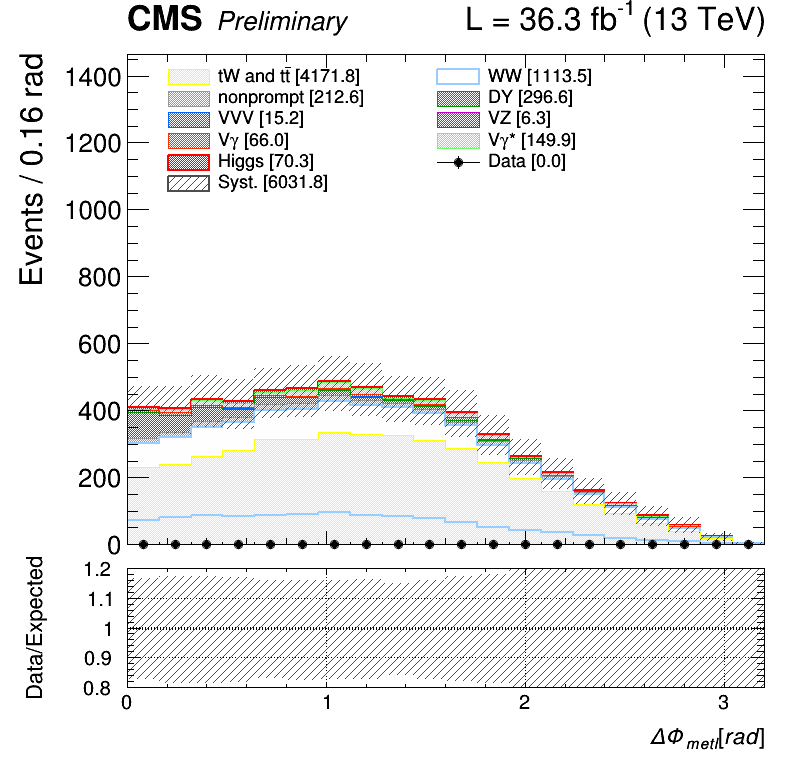 CMS Preliminary L = 36.3 fb⁻¹ (13 TeV)
Events / 0.16 rad
1400
1200
1000
800
600
400
200
0
tW and tt̄ [4171.8]
nonprompt [212.6]
VVV [15.2]
Vγ [66.0]
Higgs [70.3]
Syst. [6031.8]
WW [1113.5]
DY [296.6]
VZ [6.3]
Vγ* [149.9]
Data [0.0]
Data/Expected
1.2
1.1
1
0.9
0.8
0 1 2 3
ΔΦ metl[rad]